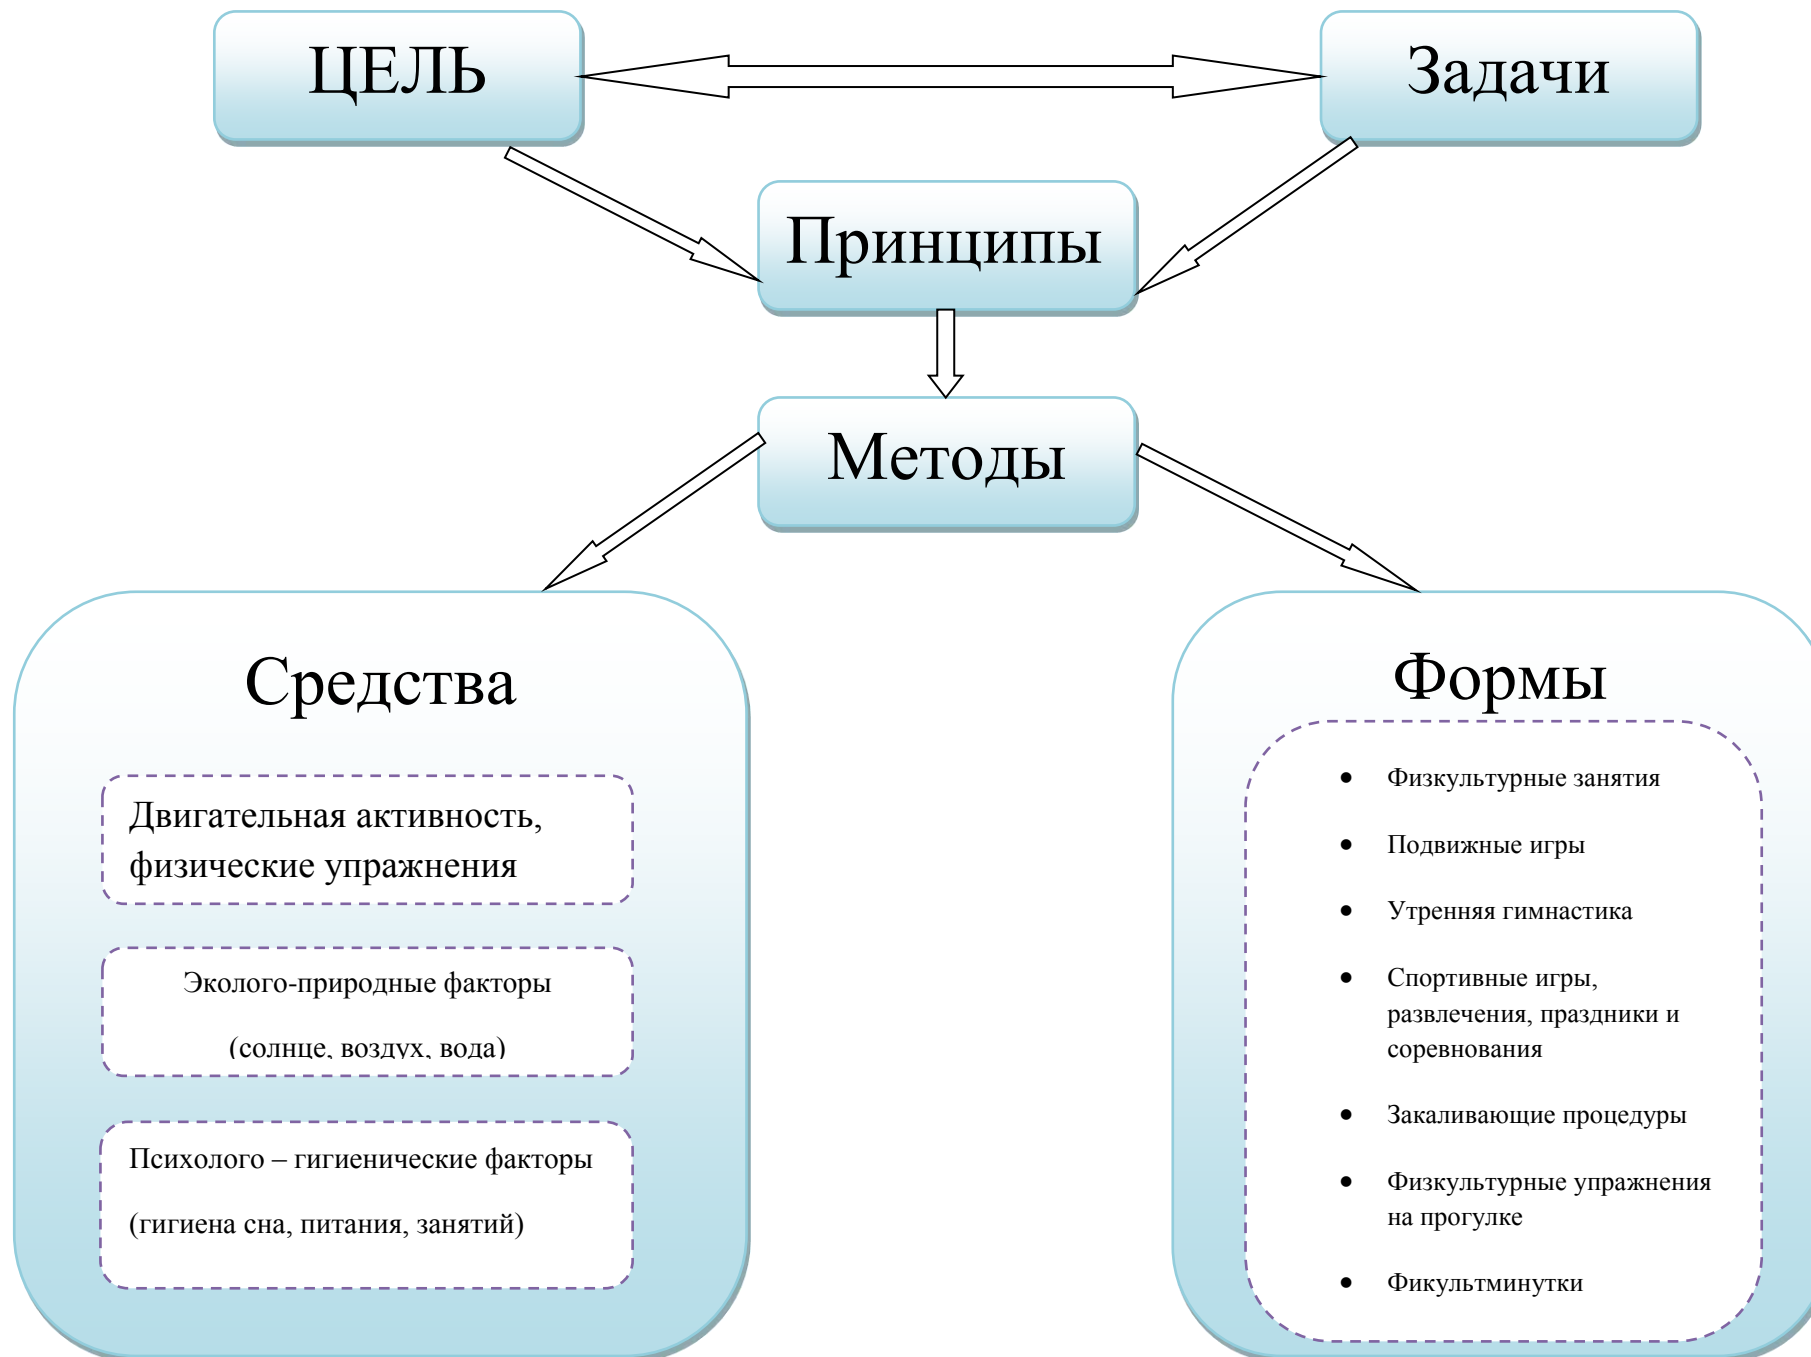 ЦЕЛЬ
Задачи
Принципы
Методы
Средства
Двигательная активность,
физические упражнения
Эколого-природные факторы
(солнце, воздух, вода)
Психолого – гигиенические факторы
(гигиена сна, питания, занятий)
Формы
• Физкультурные занятия
• Подвижные игры
• Утренняя гимнастика
• Спортивные игры,
развлечения, праздники и
соревнования
• Закаливающие процедуры
• Физкультурные упражнения
на прогулке
• Фикультминутки